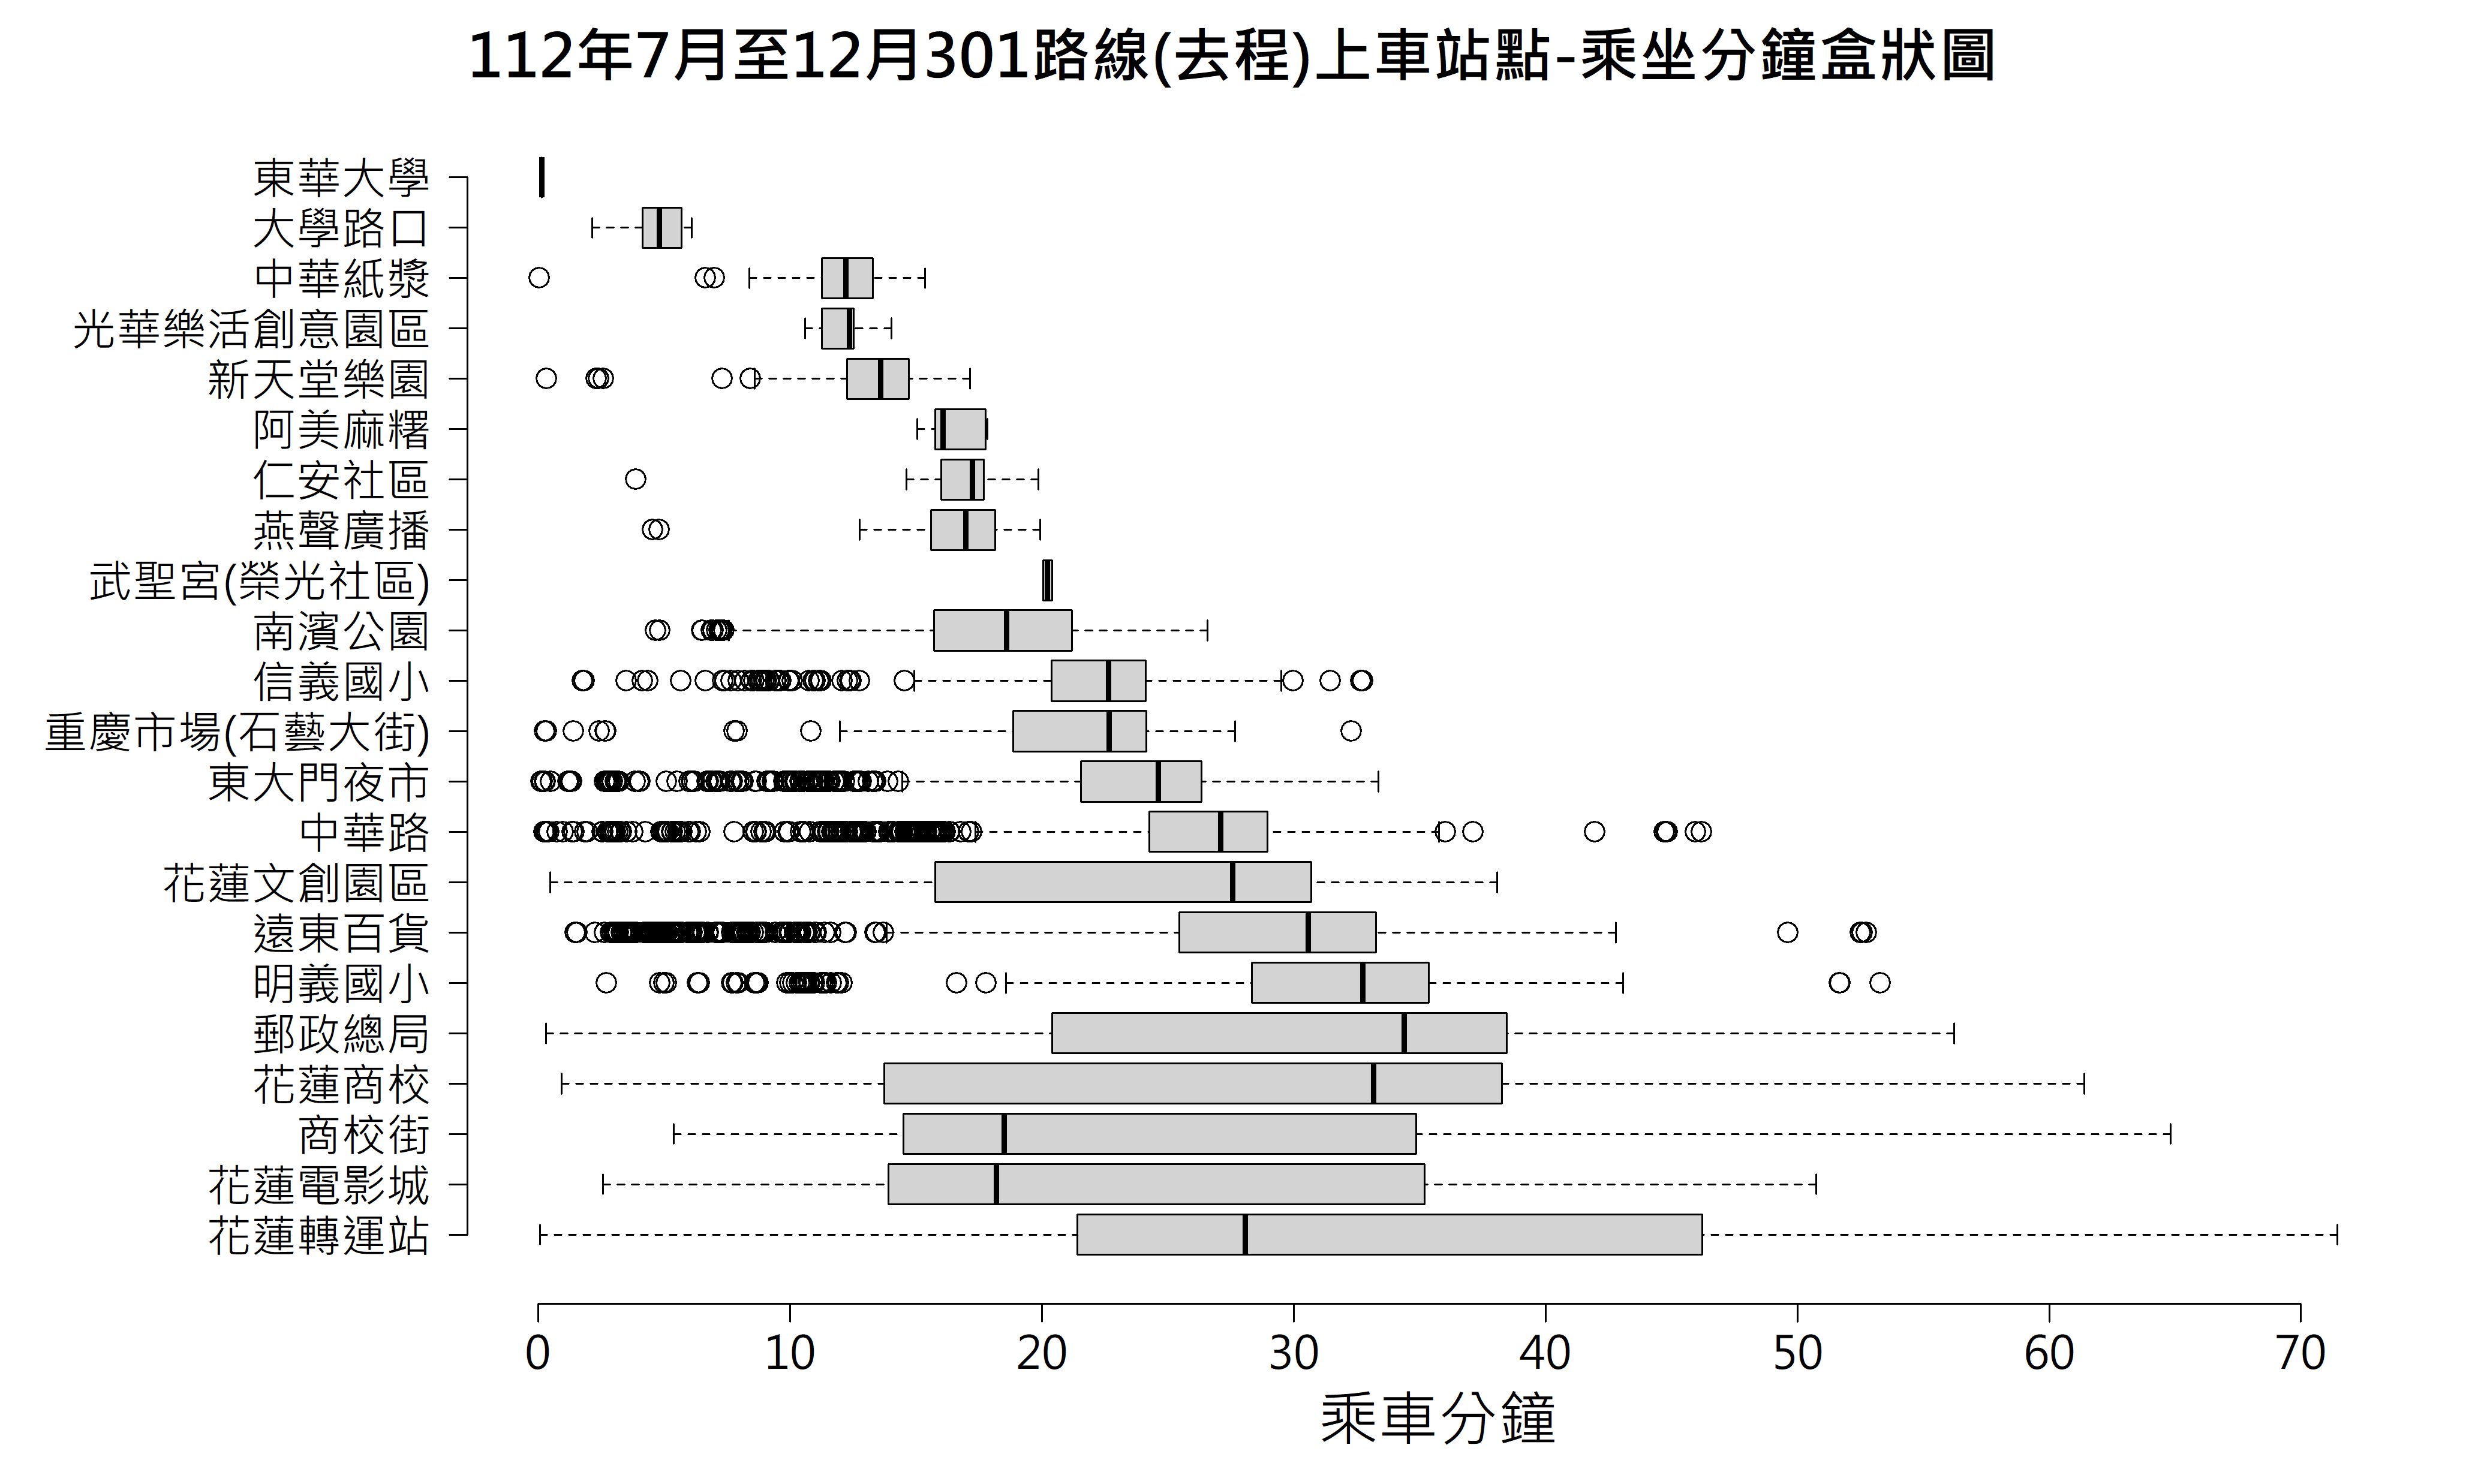 112年7月至12月301路線(去程)上車站點-乘坐分鐘盒狀圖
東華大學
大學路口
中華紙漿
光華樂活創意園區
新天堂樂園
阿美麻糬
仁安社區
燕聲廣播
武聖宮(榮光社區)
南濱公園
信義國小
重慶市場(石藝大街)
東大門夜市
中華路
花蓮文創園區
遠東百貨
明義國小
郵政總局
花蓮商校
商校街
花蓮電影城
花蓮轉運站
0 10 20 30 40 50 60 70
乘車分鐘